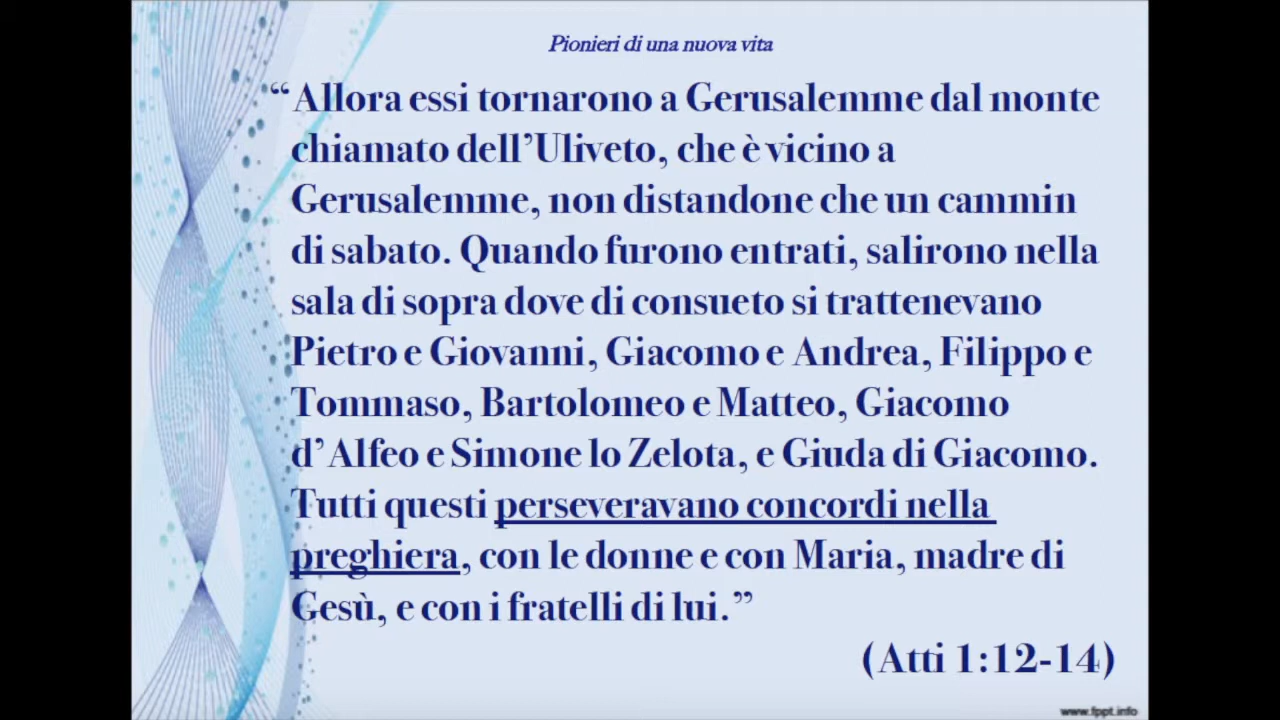 Pionieri di una nuova vita
“Allora essi tornarono a Gerusalemme dal monte
chiamato dell’Uliveto, che è vicino a
Gerusalemme, non distandone che un cammin
di sabato. Quando furono entrati, salirono nella
sala di sopra dove di consueto si trattenevano
Pietro e Giovanni, Giacomo e Andrea, Filippo e
Tommaso, Bartolomeo e Matteo, Giacomo
d’Alfeo e Simone lo Zelota, e Giuda di Giacomo.
Tutti questi perseveravano concordi nella
preghiera, con le donne e con Maria, madre di
Gesù, e con i fratelli di lui.”
(Atti 1:12-14)
www.fppt.info